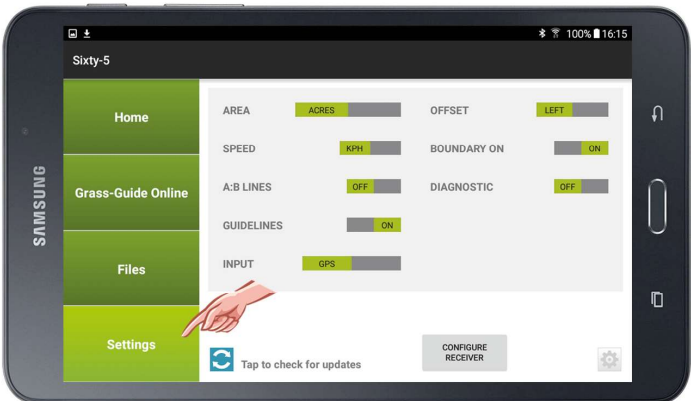 100% 16:15
Sixty-5
SAMSUNG
Home
Grass-Guide Online
Files
Settings
AREA ACRES
OFFSET LEFT
SPEED KPH
BOUNDARY ON ON
A:B LINES OFF
DIAGNOSTIC OFF
GUIDELINES ON
INPUT GPS
Tap to check for updates
CONFIGURE
RECEIVER